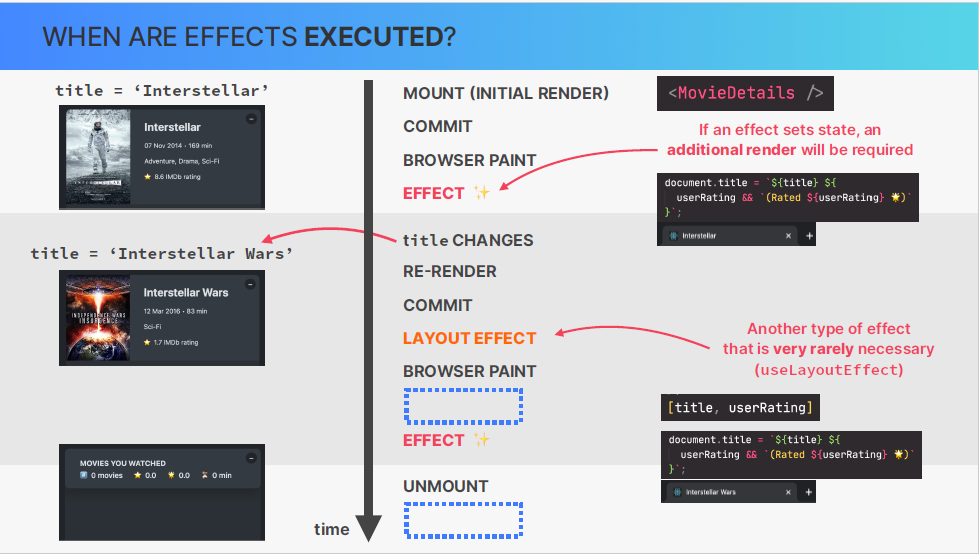 WHEN ARE EFFECTS EXECUTED?
title = ‘Interstellar’
Interstellar
07 Nov 2014 • 169 min
Adventure, Drama, Sci-Fi
⭐ 8.6 IMDb rating
INTERSTELLAR
MOUNT (INITIAL RENDER)
COMMIT
BROWSER PAINT
EFFECT ✨
<MovieDetails />
If an effect sets state, an
additional render will be required
document.title = `${title} ${
userRating && `(Rated ${userRating} 🌟)`
}`;
Interstellar × +
title = ‘Interstellar Wars’
Interstellar Wars
12 Mar 2016 • 83 min
Sci-Fi
⭐ 1.7 IMDb rating
INDEPENDENCE WARS
INSURGENCE
title CHANGES
RE-RENDER
COMMIT
LAYOUT EFFECT
BROWSER PAINT
EFFECT ✨
Another type of effect
that is very rarely necessary
(useLayoutEffect)
[title, userRating]
document.title = `${title} ${
userRating && `(Rated ${userRating} 🌟)`
}`;
Interstellar Wars × +
MOVIES YOU WATCHED
#️⃣ 0 movies ⭐ 0.0 🌟 0.0 ⏳ 0 min
UNMOUNT
time